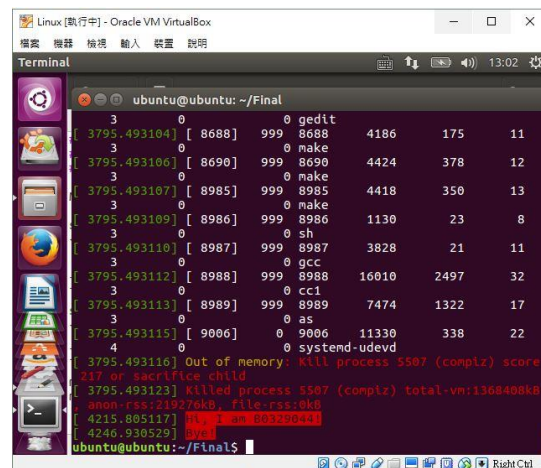 Linux [執行中] - Oracle VM VirtualBox
檔案 機器 檢視 輸入 裝置 說明
Terminal 13:02
ubuntu@ubuntu: ~/Final
3 0 0 gedit
[ 3795.493104] [ 8688] 999 8688 4186 175 11
3 0 0 make
[ 3795.493106] [ 8690] 999 8690 4424 378 12
3 0 0 make
[ 3795.493107] [ 8985] 999 8985 4418 350 13
3 0 0 make
[ 3795.493109] [ 8986] 999 8986 1130 23 8
3 0 0 sh
[ 3795.493110] [ 8987] 999 8987 3828 21 11
3 0 0 gcc
[ 3795.493112] [ 8988] 999 8988 16010 2497 32
3 0 0 cc1
[ 3795.493113] [ 8989] 999 8989 7474 1322 17
3 0 0 as
[ 3795.493115] [ 9006] 0 9006 11330 338 22
4 0 0 systemd-udevd
[ 3795.493116] Out of memory: Kill process 5507 (compiz) score
217 or sacrifice child
[ 3795.493123] Killed process 5507 (compiz) total-vm:1368408kB
, anon-rss:219276kB, file-rss:0kB
[ 4215.805117] Hi, I am 60329044!
[ 4246.930529] Bye!
ubuntu@ubuntu:~/Final$
Right Ctrl